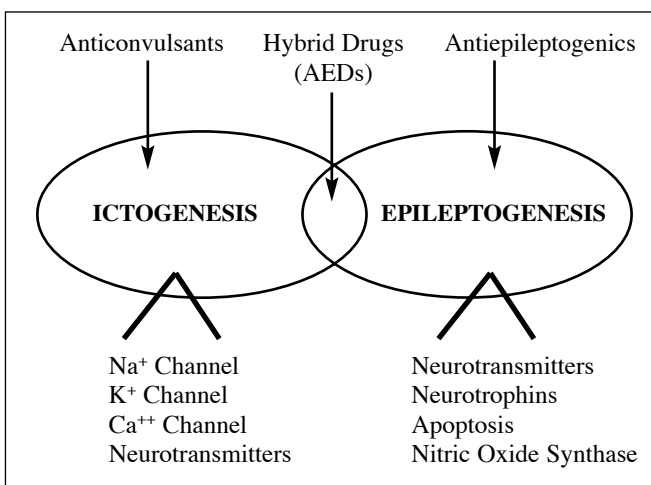 Anticonvulsants
Hybrid Drugs
(AEDs)
Antiepileptogenics
ICTOGENESIS
EPILEPTOGENESIS
Na⁺ Channel
K⁺ Channel
Ca⁺⁺ Channel
Neurotransmitters
Neurotransmitters
Neurotrophins
Apoptosis
Nitric Oxide Synthase